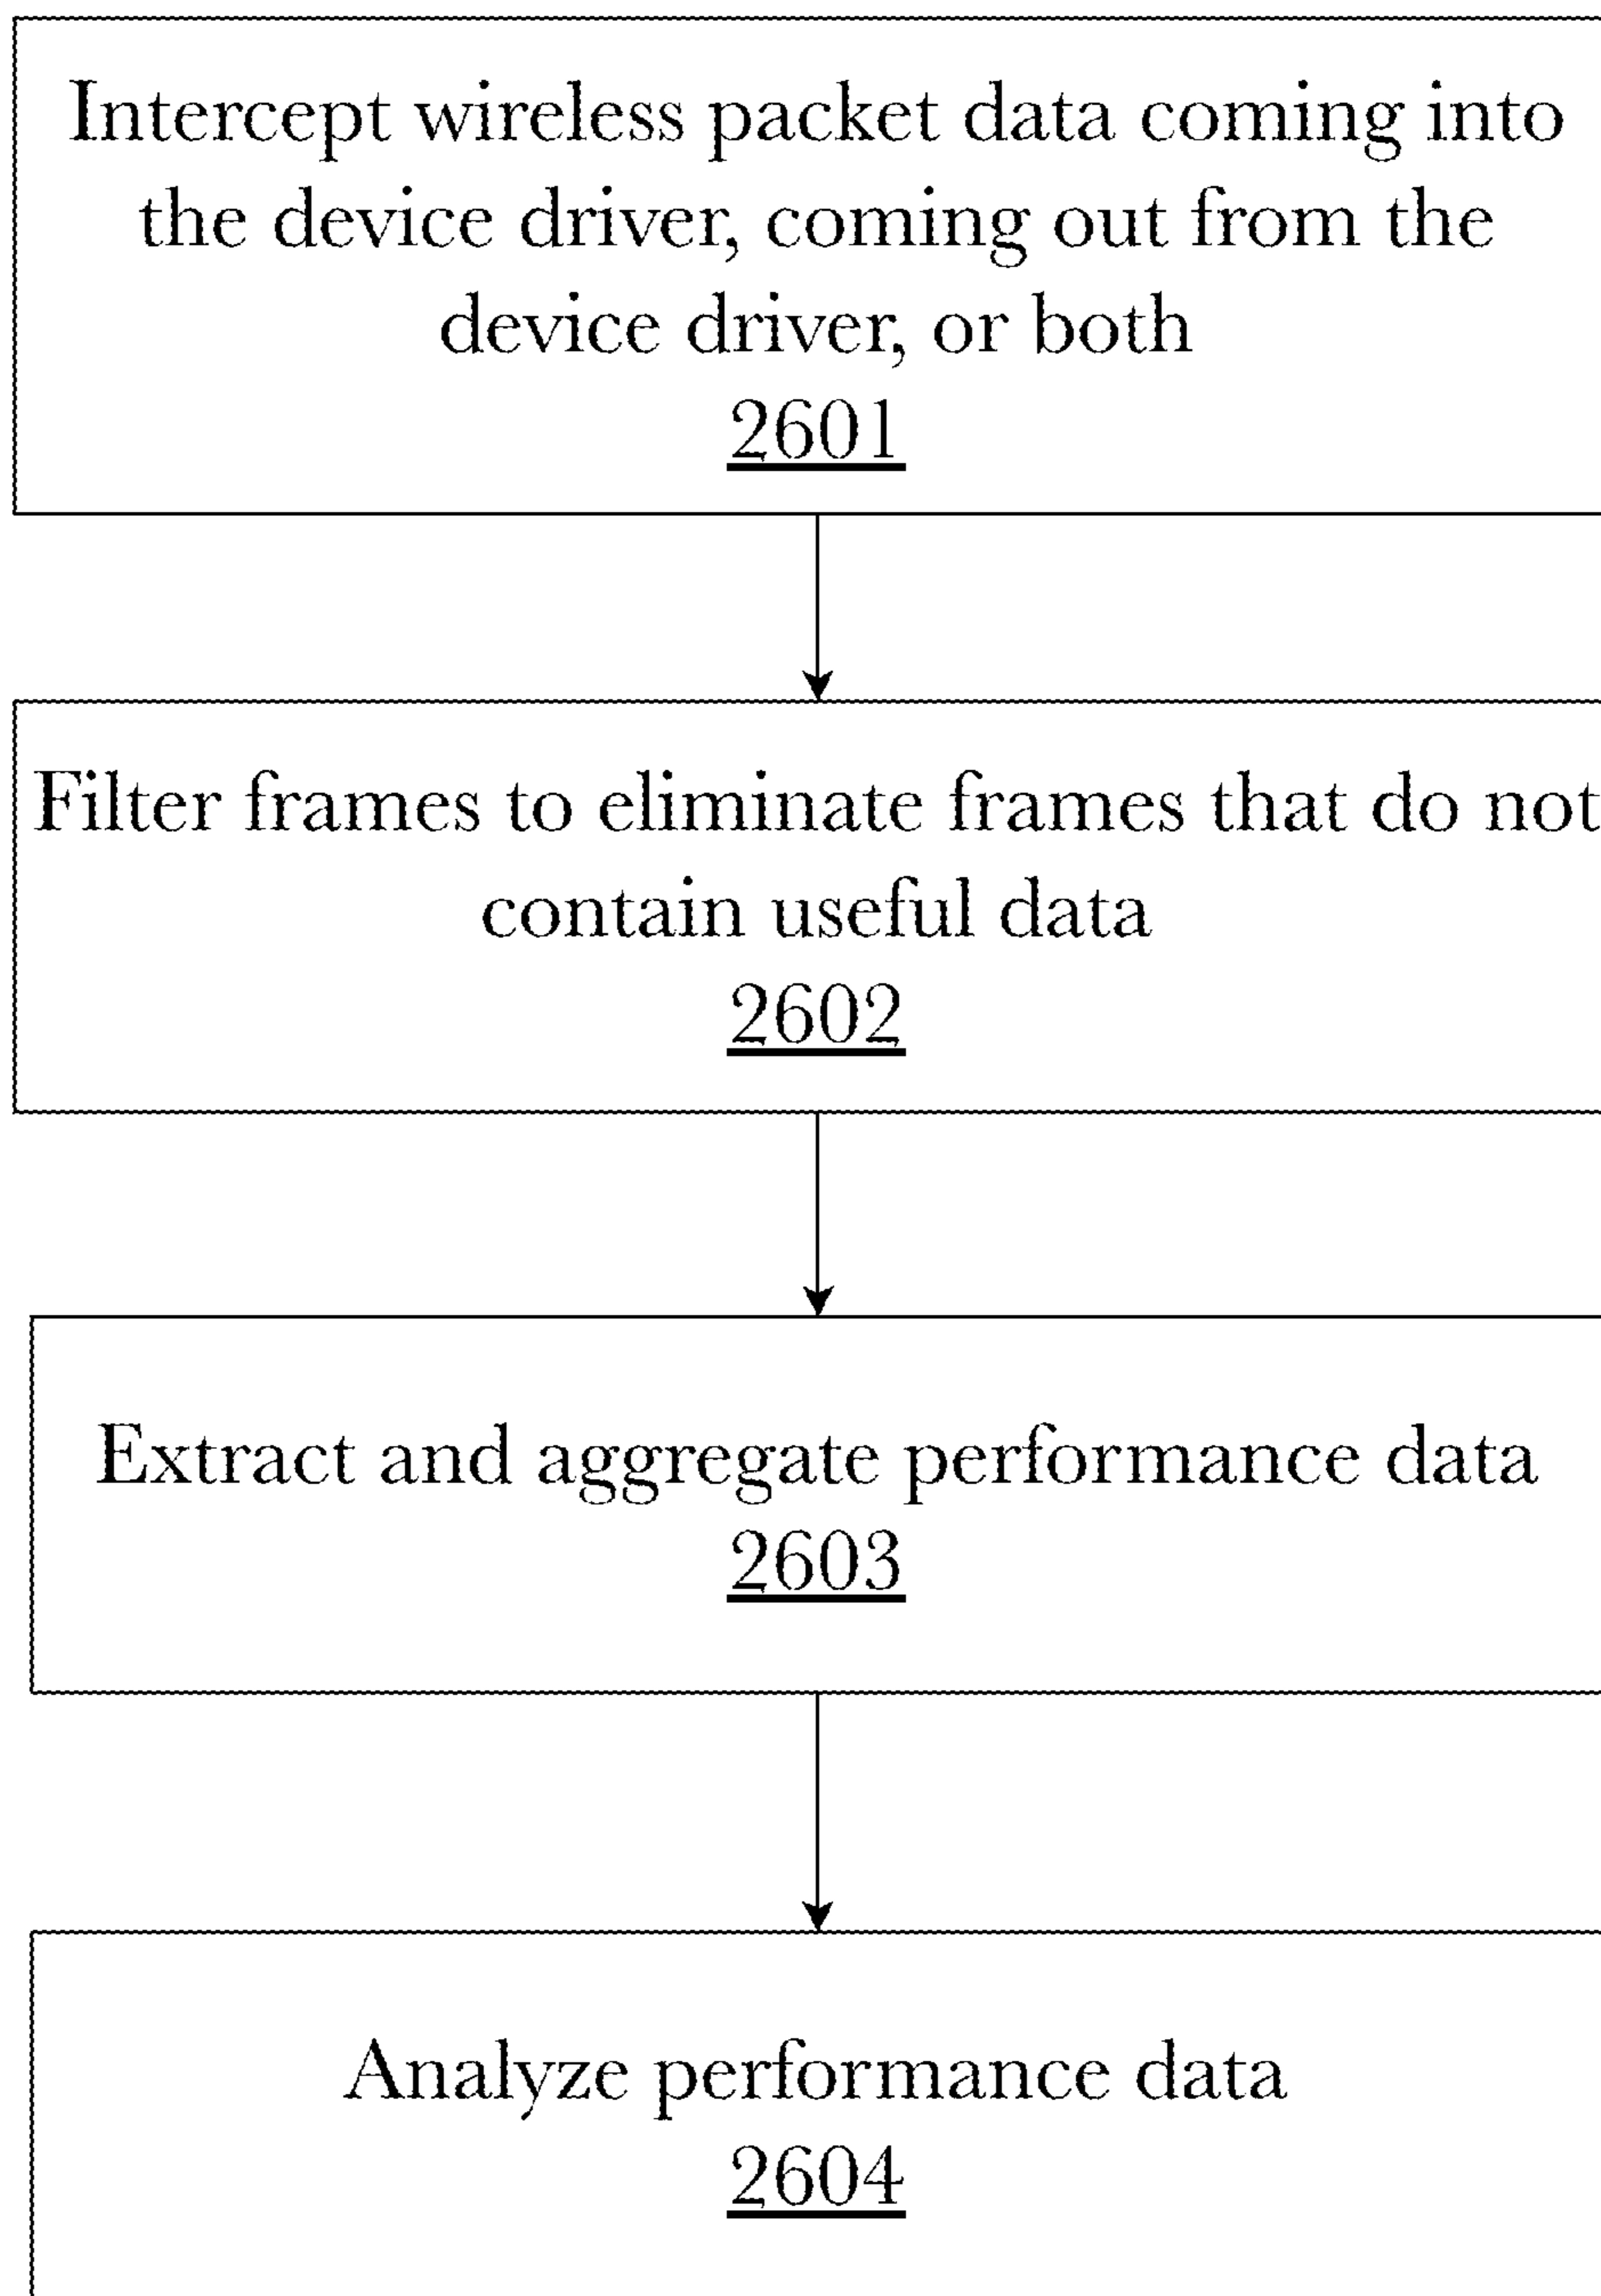 Intercept wireless packet data coming into
the device driver, coming out from the
device driver, or both
2601
Filter frames to eliminate frames that do not
contain useful data
2602
Extract and aggregate performance data
2603
Analyze performance data
2604